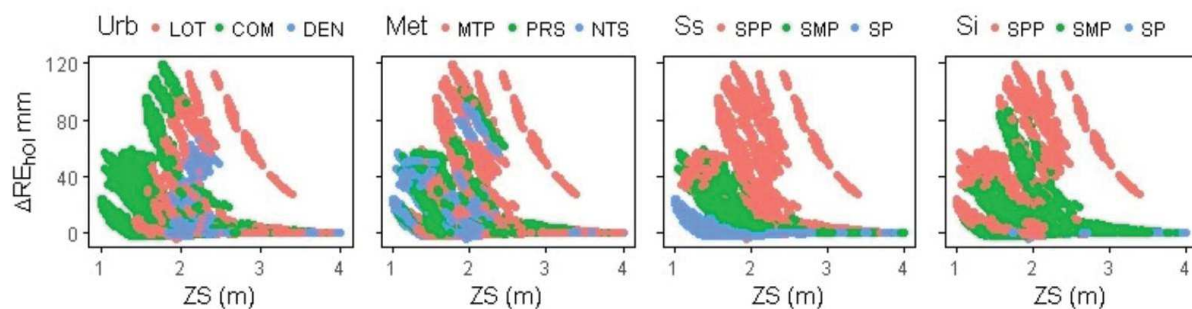 Urb LOT COM DEN
Met MTP PRS NTS
Ss SPP SMP SP
Si SPP SMP SP
ΔREhol mm
120
80
40
0
1 2 3 4
1 2 3 4
1 2 3 4
1 2 3 4
ZS (m)
ZS (m)
ZS (m)
ZS (m)